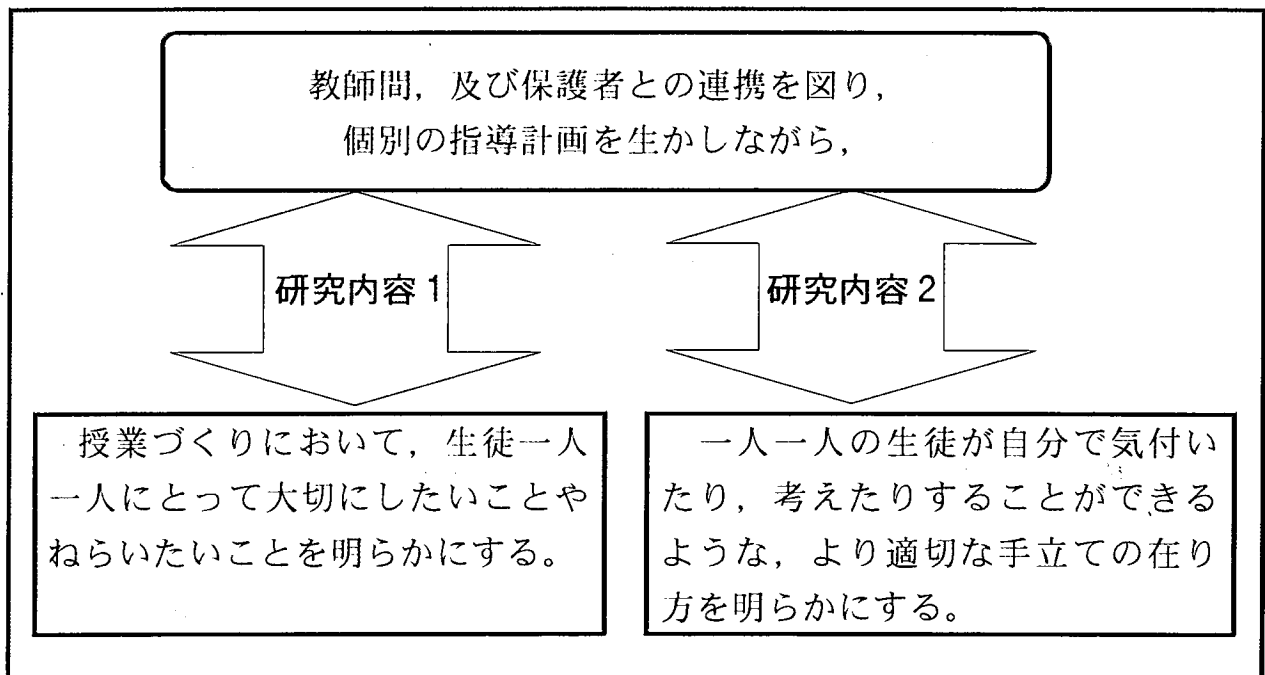 教師間，及び保護者との連携を図り，
個別の指導計画を生かしながら，
研究内容１
研究内容２
授業づくりにおいて，生徒一人
一人にとって大切にしたいことや
ねらいたいことを明らかにする。
一人一人の生徒が自分で気付い
たり，考えたりすることができる
ような，より適切な手立ての在り
方を明らかにする。